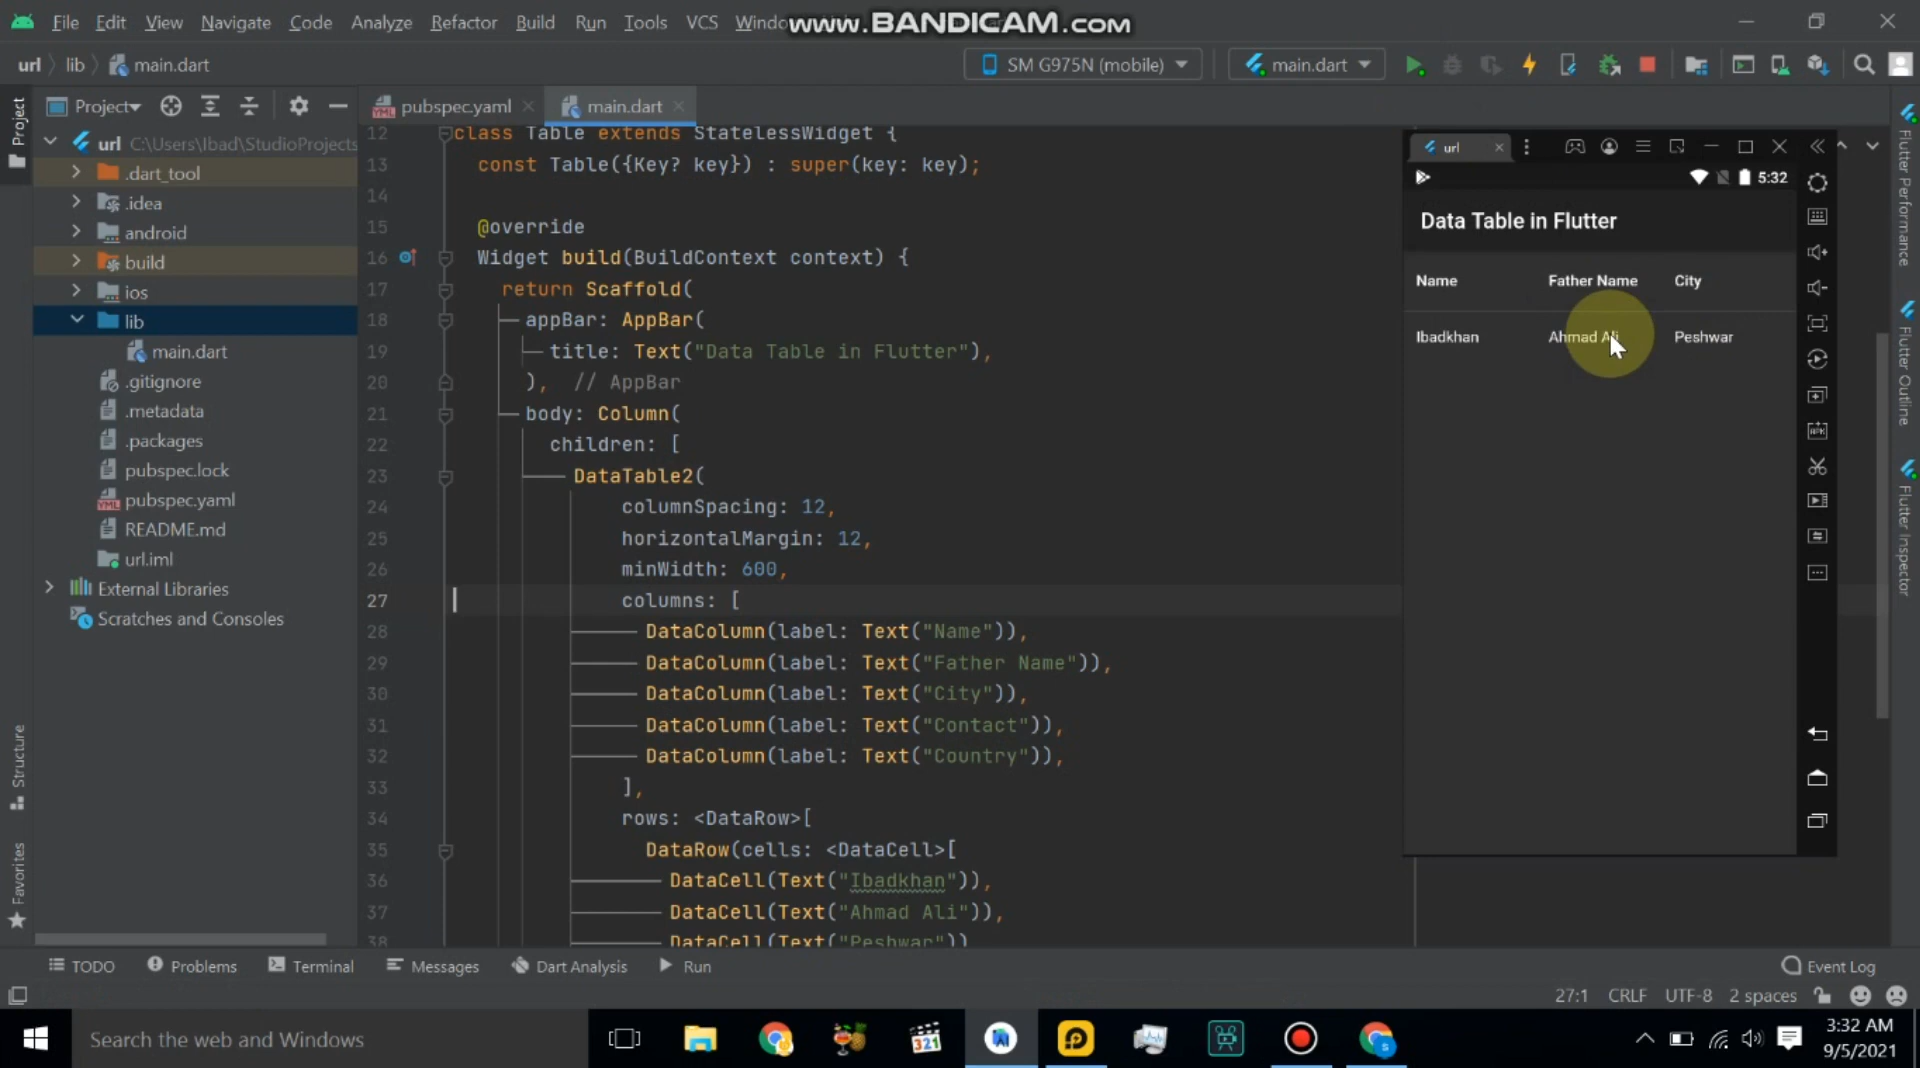 File Edit View Navigate Code Analyze Refactor Build Run Tools VCS Window
www.BANDICAM.com
url lib main.dart
SM G975N (mobile) main.dart
Project
pubspec.yaml main.dart
url C:\Users\Ibad\StudioProjects
.dart_tool
.idea
android
build
ios
lib
main.dart
.gitignore
.metadata
.packages
pubspec.lock
pubspec.yaml
README.md
url.iml
External Libraries
Scratches and Consoles
Project
Structure
Favorites
12 class Table extends StatelessWidget {
13 const Table({Key? key}) : super(key: key);
14
15 @override
16 Widget build(BuildContext context) {
17 return Scaffold(
18 appBar: AppBar(
19 title: Text("Data Table in Flutter"),
20 ), // AppBar
21 body: Column(
22 children: [
23 DataTable2(
24 columnSpacing: 12,
25 horizontalMargin: 12,
26 minWidth: 600,
27 columns: [
28 DataColumn(label: Text("Name")),
29 DataColumn(label: Text("Father Name")),
30 DataColumn(label: Text("City")),
31 DataColumn(label: Text("Contact")),
32 DataColumn(label: Text("Country")),
33 ],
34 rows: <DataRow>[
35 DataRow(cells: <DataCell>[
36 DataCell(Text("Ibadkhan")),
37 DataCell(Text("Ahmad Ali")),
38 DataCell(Text("Peshwar"))
url
5:32
Data Table in Flutter
Name Father Name City
Ibadkhan Ahmad Ali Peshwar
Flutter Performance
Flutter Outline
Flutter Inspector
TODO Problems Terminal Messages Dart Analysis Run Event Log
27:1 CRLF UTF-8 2 spaces
Search the web and Windows
321
3:32 AM
9/5/2021